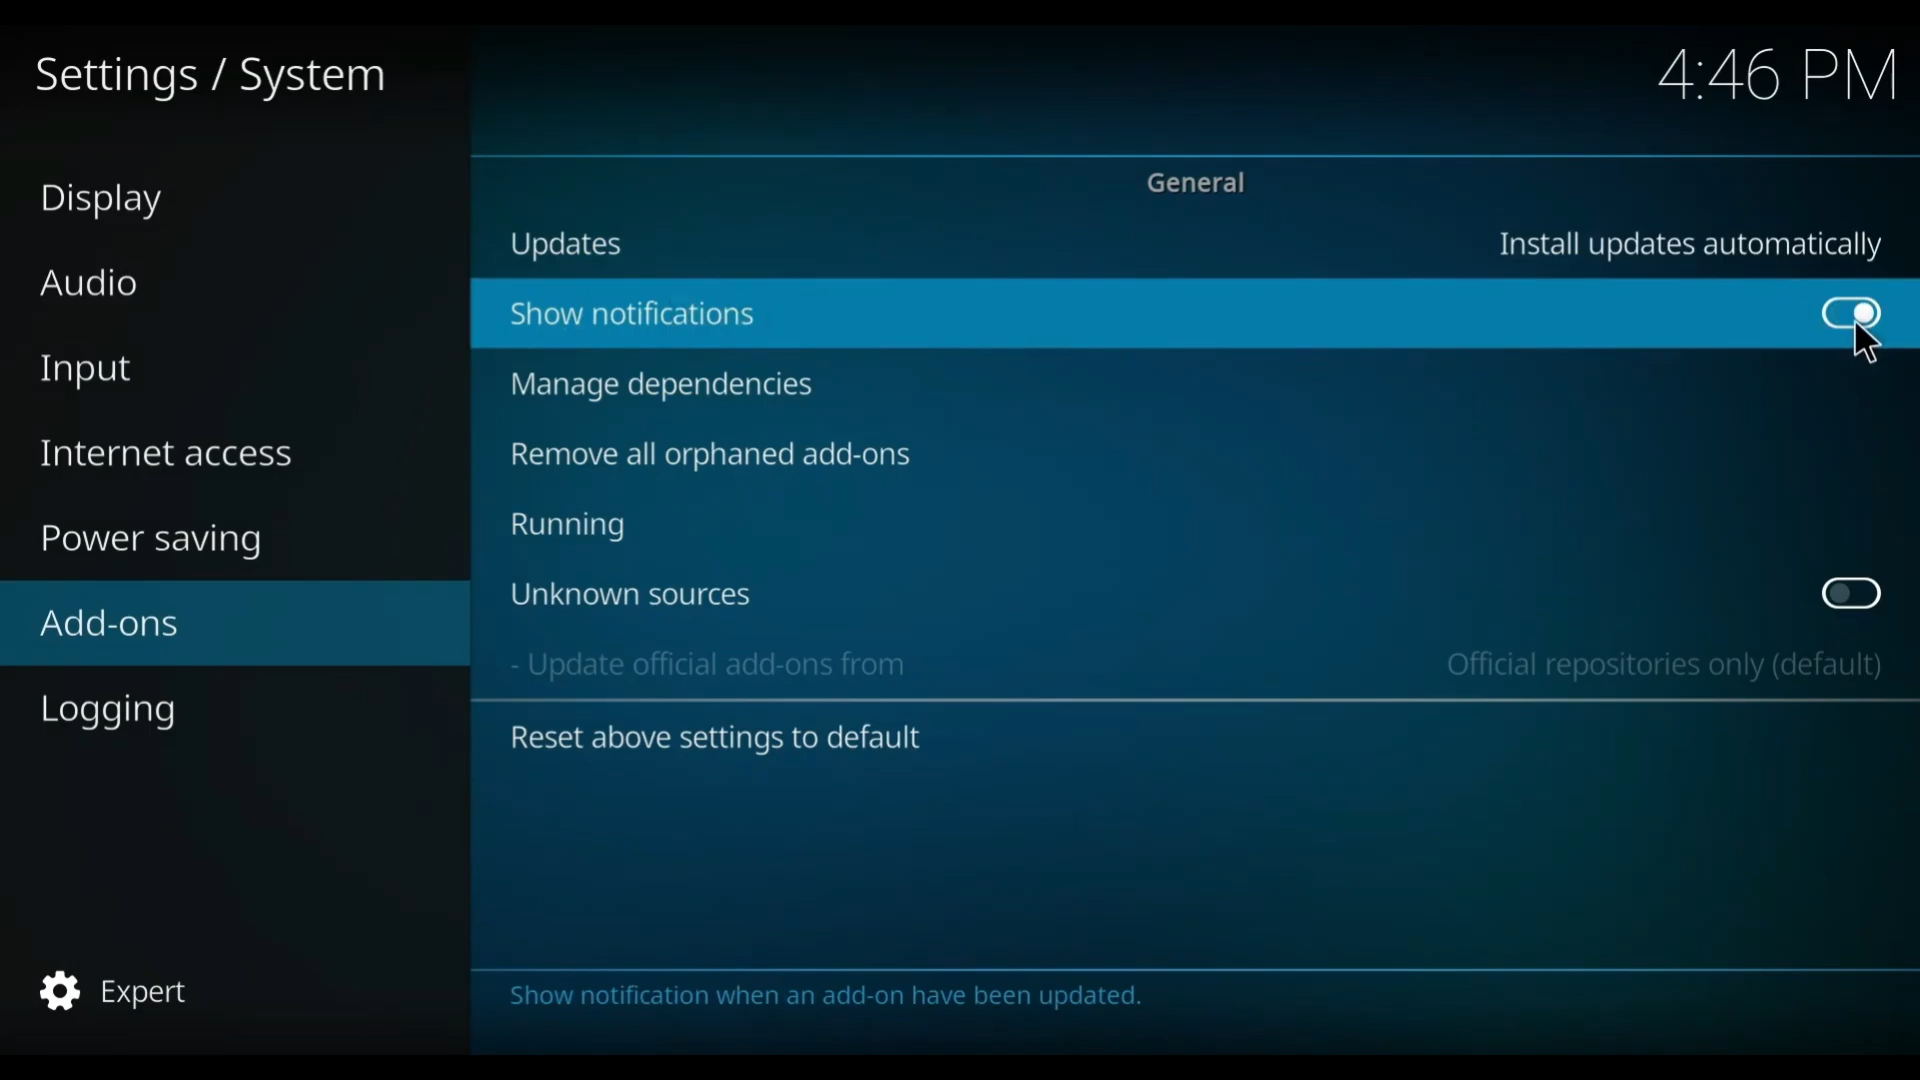 Settings / System
4:46 PM
Display
Audio
Input
Internet access
Power saving
Add-ons
Logging
Expert
General
Updates
Install updates automatically
Show notifications
Manage dependencies
Remove all orphaned add-ons
Running
Unknown sources
- Update official add-ons from
Official repositories only (default)
Reset above settings to default
Show notification when an add-on have been updated.